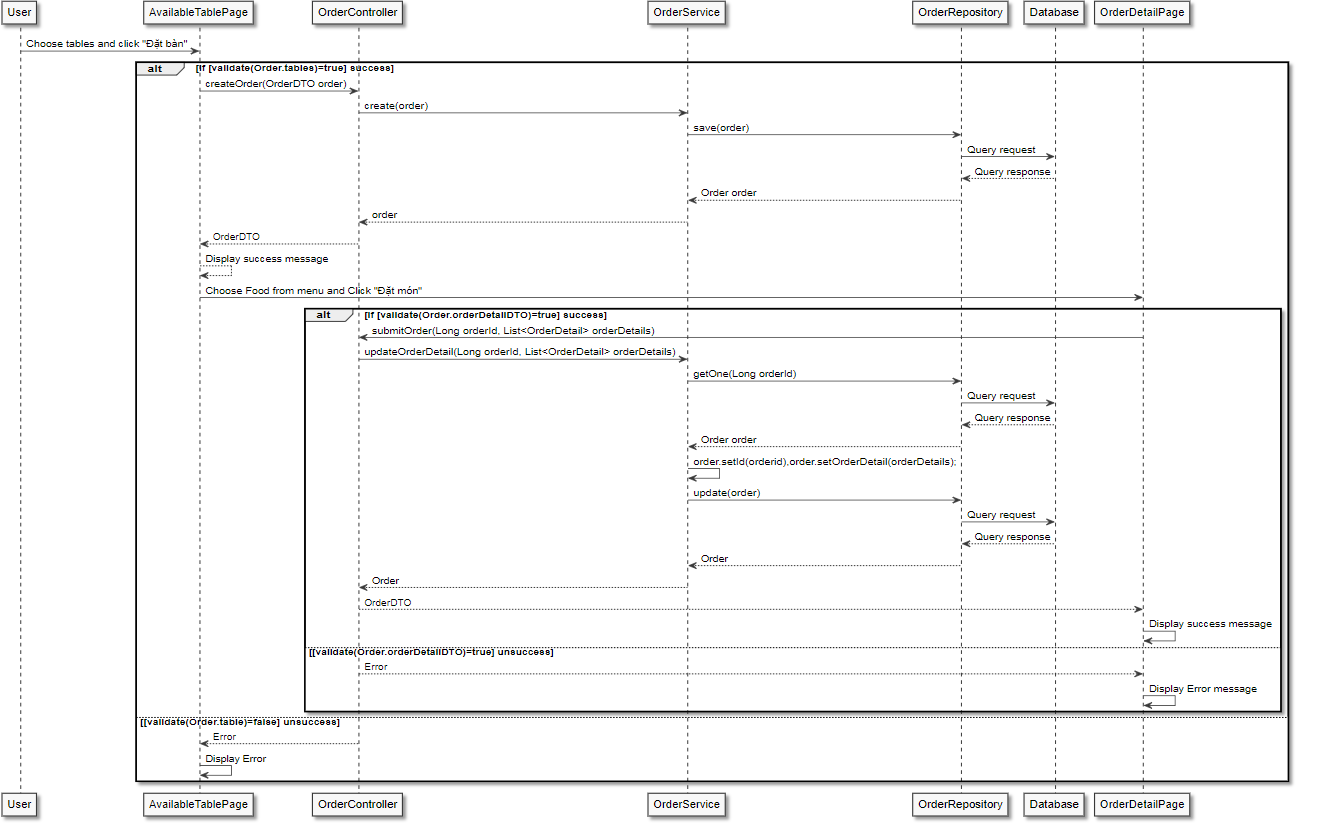 User AvailableTablePage OrderController OrderService OrderRepository Database OrderDetailPage
Choose tables and click "Đặt bàn"
alt [If [validate(Order.tables)=true] success]
createOrder(OrderDTO order)
create(order)
save(order)
Query request
Query response
Order order
order
OrderDTO
Display success message
Choose Food from menu and Click "Đặt món"
alt [If [validate(Order.orderDetailDTO)=true] success]
submitOrder(Long orderId, List<OrderDetail> orderDetails)
updateOrderDetail(Long orderId, List<OrderDetail> orderDetails)
getOne(Long orderId)
Query request
Query response
Order order
order.setId(orderid),order.setOrderDetail(orderDetails);
update(order)
Query request
Query response
Order
Order
OrderDTO
Display success message
[[validate(Order.orderDetailDTO)=true] unsuccess]
Error
Display Error message
[[validate(Order.table)=false] unsuccess]
Error
Display Error
User AvailableTablePage OrderController OrderService OrderRepository Database OrderDetailPage